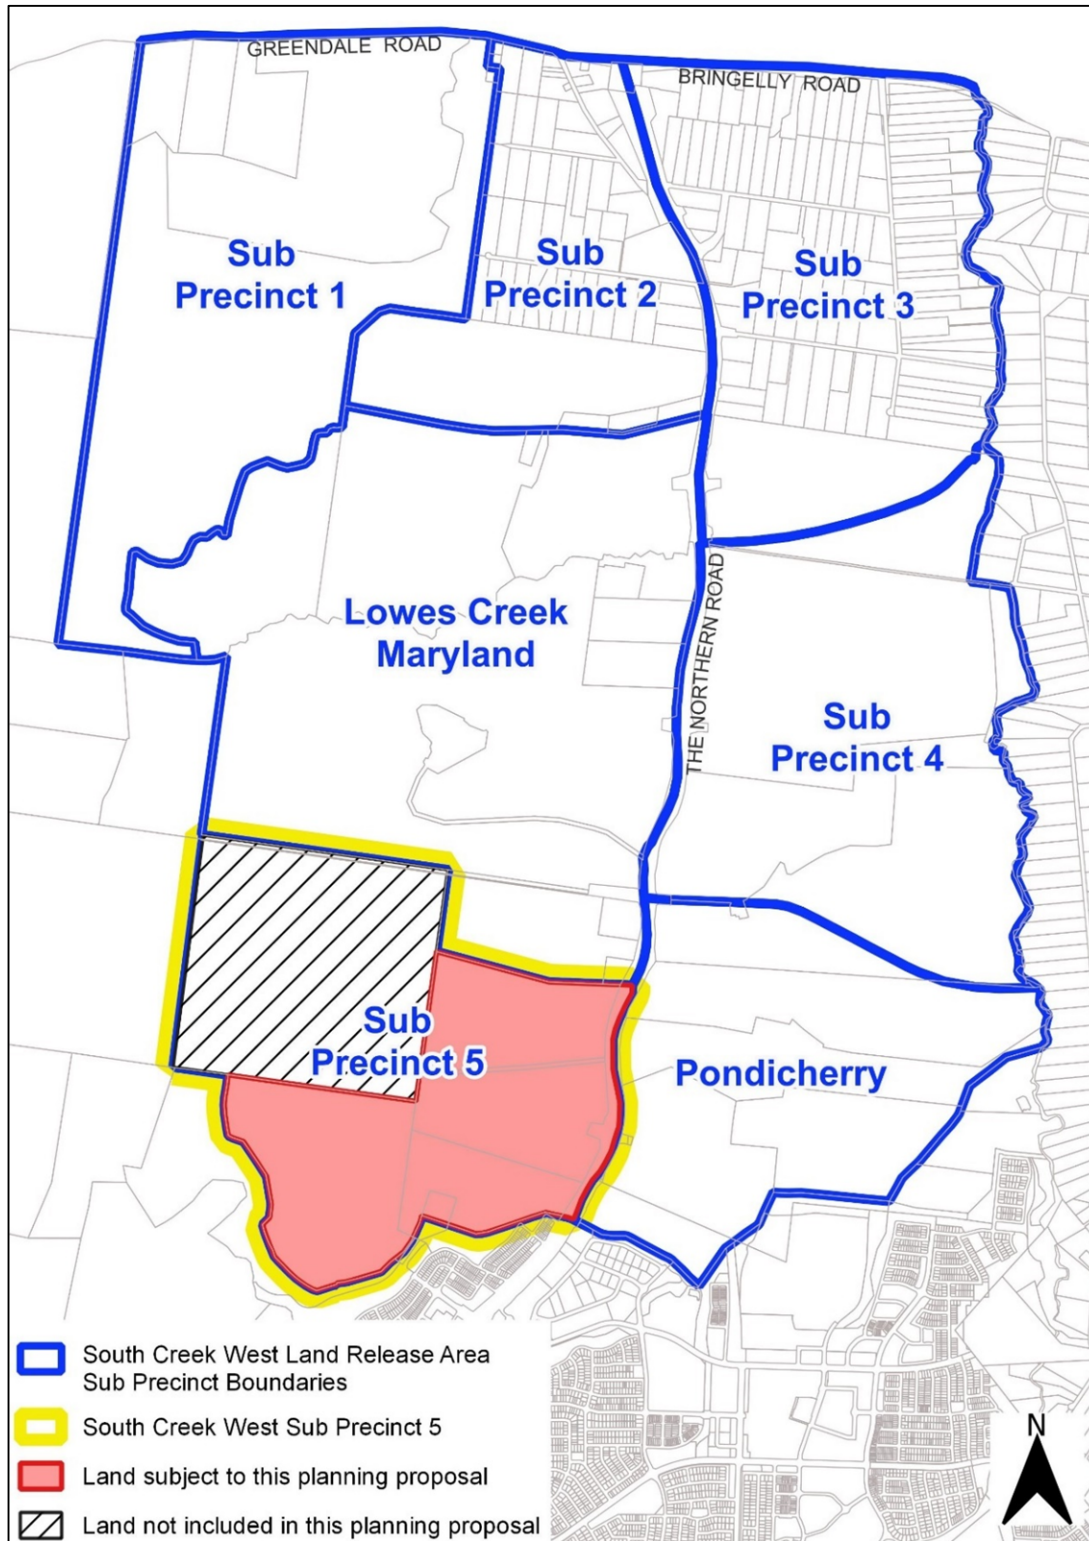 GREENDALE ROAD
BRINGELLY ROAD
Sub
Precinct 1
Sub
Precinct 2
Sub
Precinct 3
Lowes Creek
Maryland
THE NORTHERN ROAD
Sub
Precinct 4
Sub
Precinct 5
Pondicherry
South Creek West Land Release Area
Sub Precinct Boundaries
South Creek West Sub Precinct 5
Land subject to this planning proposal
Land not included in this planning proposal
N